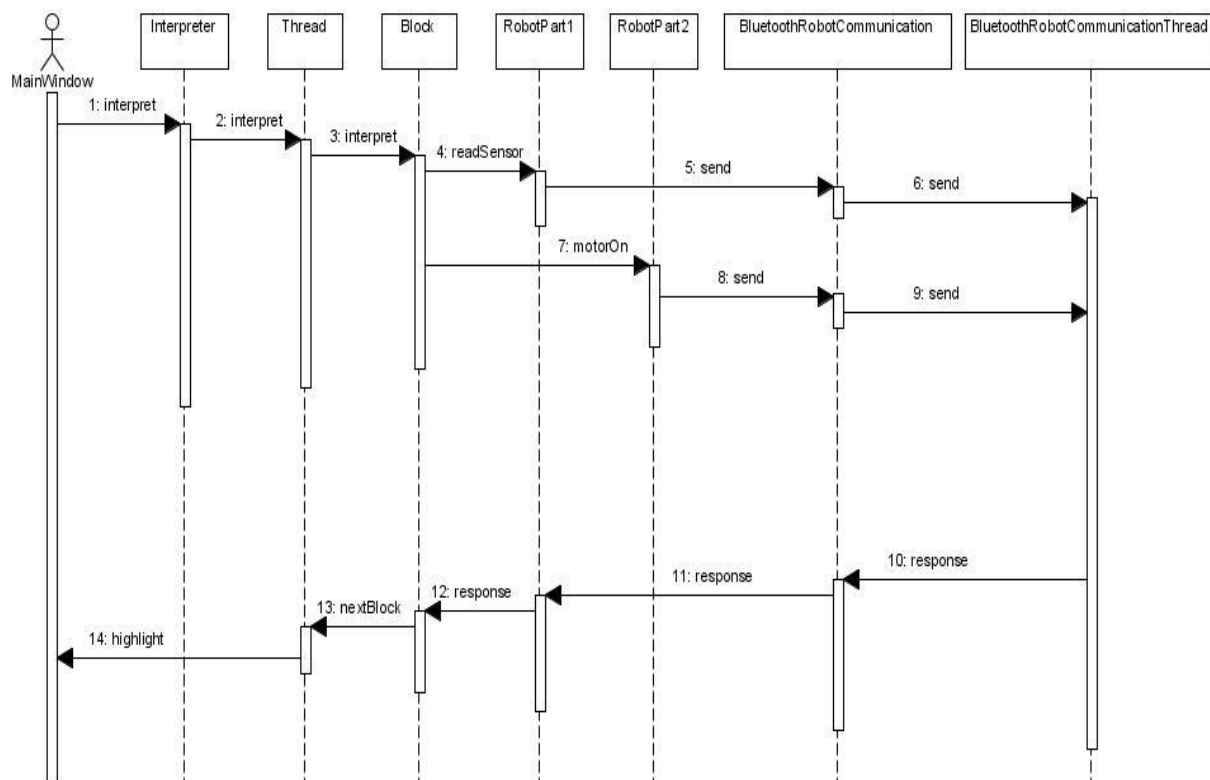 Interpreter
Thread
Block
RobotPart1
RobotPart2
BluetoothRobotCommunication
BluetoothRobotCommunicationThread
MainWindow
1: interpret
2: interpret
3: interpret
4: readSensor
5: send
6: send
7: motorOn
8: send
9: send
10: response
11: response
12: response
13: nextBlock
14: highlight